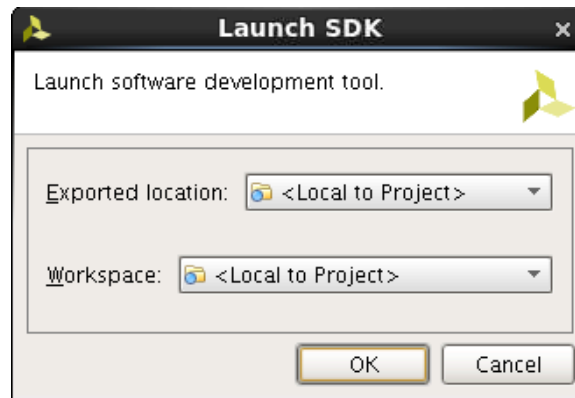 Launch SDK
Launch software development tool.
Exported location: <Local to Project>
Workspace: <Local to Project>
OK Cancel